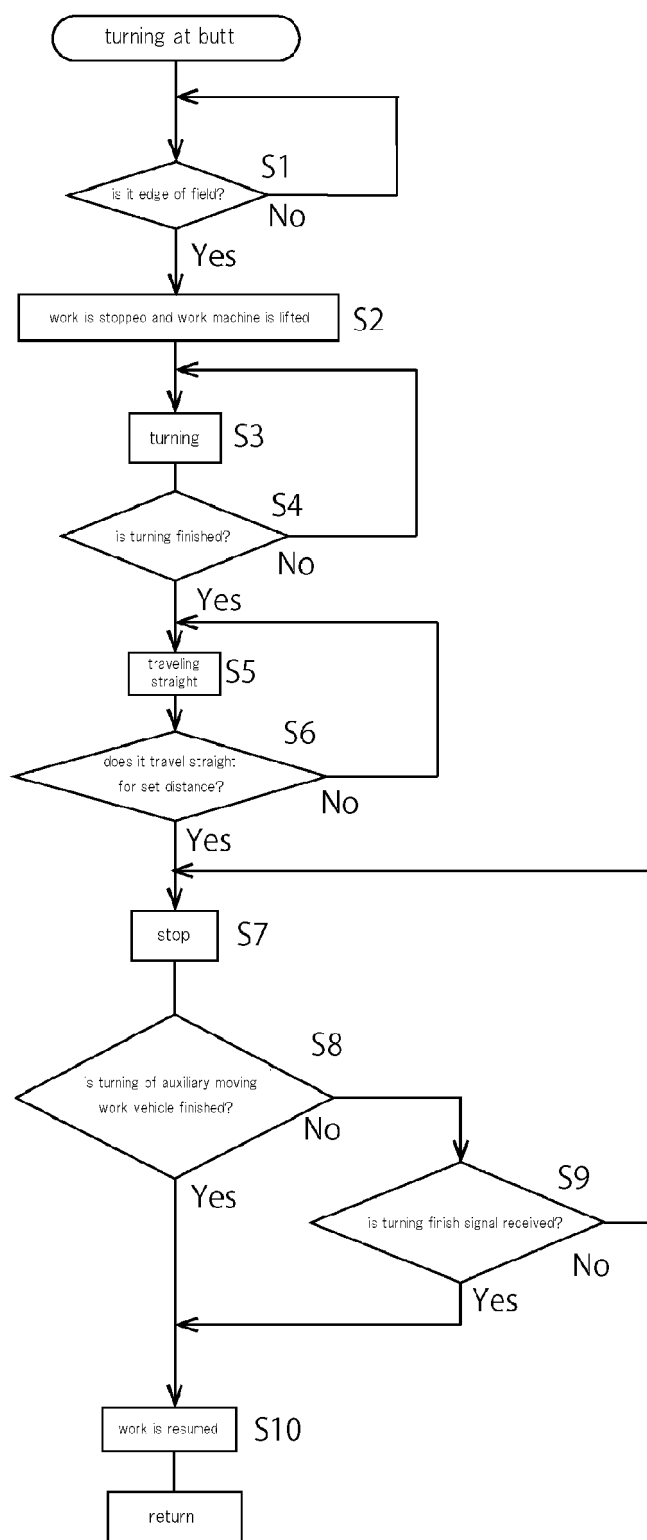 turning at butt
S1
is it edge of field?
No
Yes
work is stopped and work machine is lifted
S2
turning
S3
S4
is turning finished?
No
Yes
traveling
straight
S5
S6
does it travel straight
for set distance?
No
Yes
stop
S7
S8
is turning of auxiliary moving
work vehicle finished?
No
Yes
S9
is turning finish signal received?
No
Yes
work is resumed
S10
return